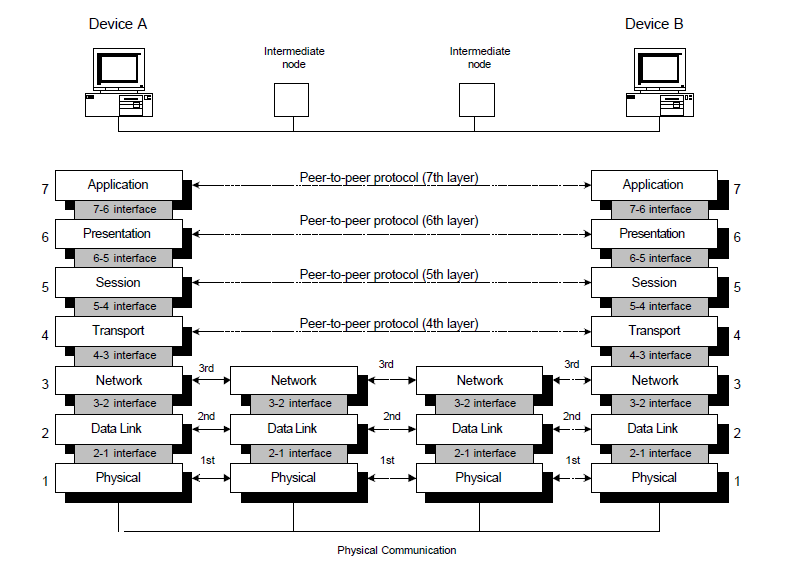 Device A
Device B
Intermediate
node
Intermediate
node
7 Application Peer-to-peer protocol (7th layer) Application 7
7-6 interface 7-6 interface
6 Presentation Peer-to-peer protocol (6th layer) Presentation 6
6-5 interface 6-5 interface
5 Session Peer-to-peer protocol (5th layer) Session 5
5-4 interface 5-4 interface
4 Transport Peer-to-peer protocol (4th layer) Transport 4
4-3 interface 4-3 interface
3 Network 3rd Network 3rd Network 3rd Network 3
3-2 interface 3-2 interface 3-2 interface 3-2 interface
2 Data Link 2nd Data Link 2nd Data Link 2nd Data Link 2
2-1 interface 2-1 interface 2-1 interface 2-1 interface
1 Physical 1st Physical 1st Physical 1st Physical 1
Physical Communication